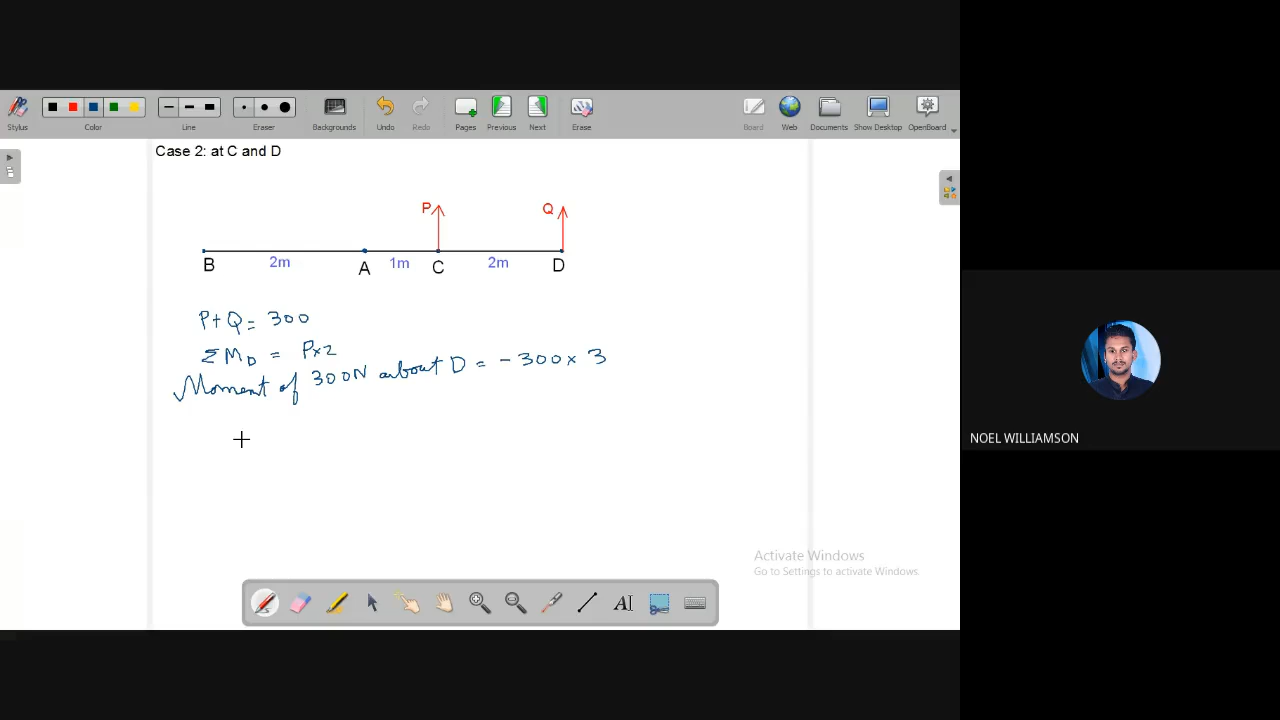 Stylus Color Line Eraser Backgrounds Undo Redo Pages Previous Next Erase Board Web Documents Show Desktop OpenBoard
Case 2: at C and D
P Q
2m 1m 2m
B A C D
P+Q = 300
ΣM_D = P×2
Moment of 300N about D = -300 × 3
NOEL WILLIAMSON
Activate Windows
Go to Settings to activate Windows.
AI